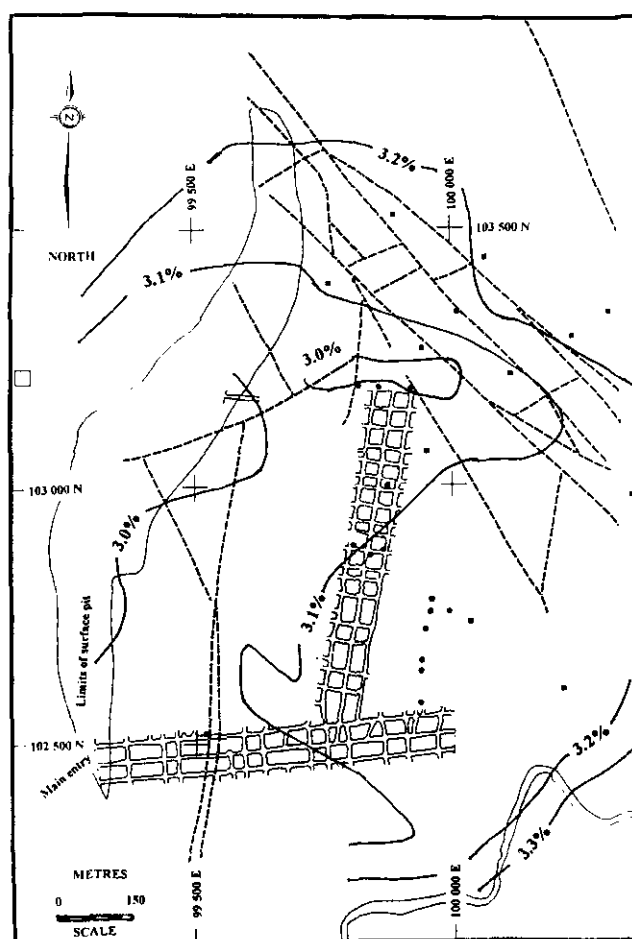 N
NORTH
3.2%
99 500 E
100 000 E
103 500 N
3.1%
3.0%
103 000 N
3.0%
3.1%
Limits of surface pit
102 500 N
Main entry
3.2%
3.3%
METRES
0 150
SCALE
99 500 E
100 000 E